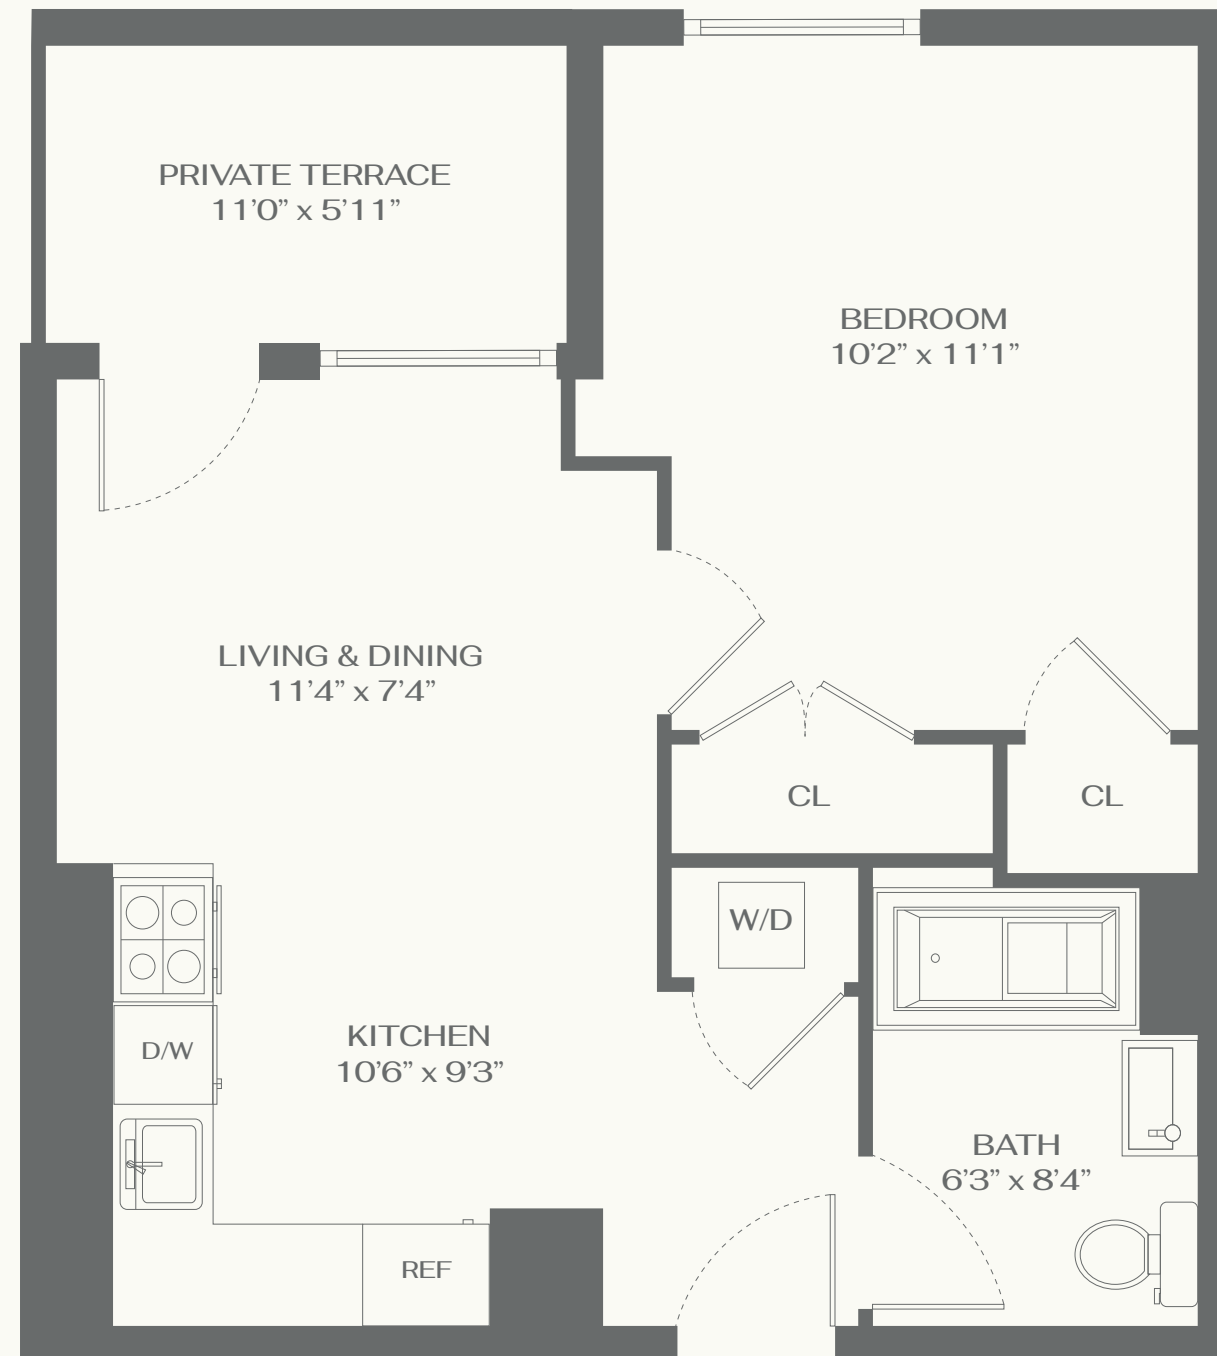 PRIVATE TERRACE
11’0” x 5’11”
BEDROOM
10’2” x 11’1”
LIVING & DINING
11’4” x 7’4”
CL
CL
W/D
KITCHEN
10’6” x 9’3”
D/W
BATH
6’3” x 8’4”
REF